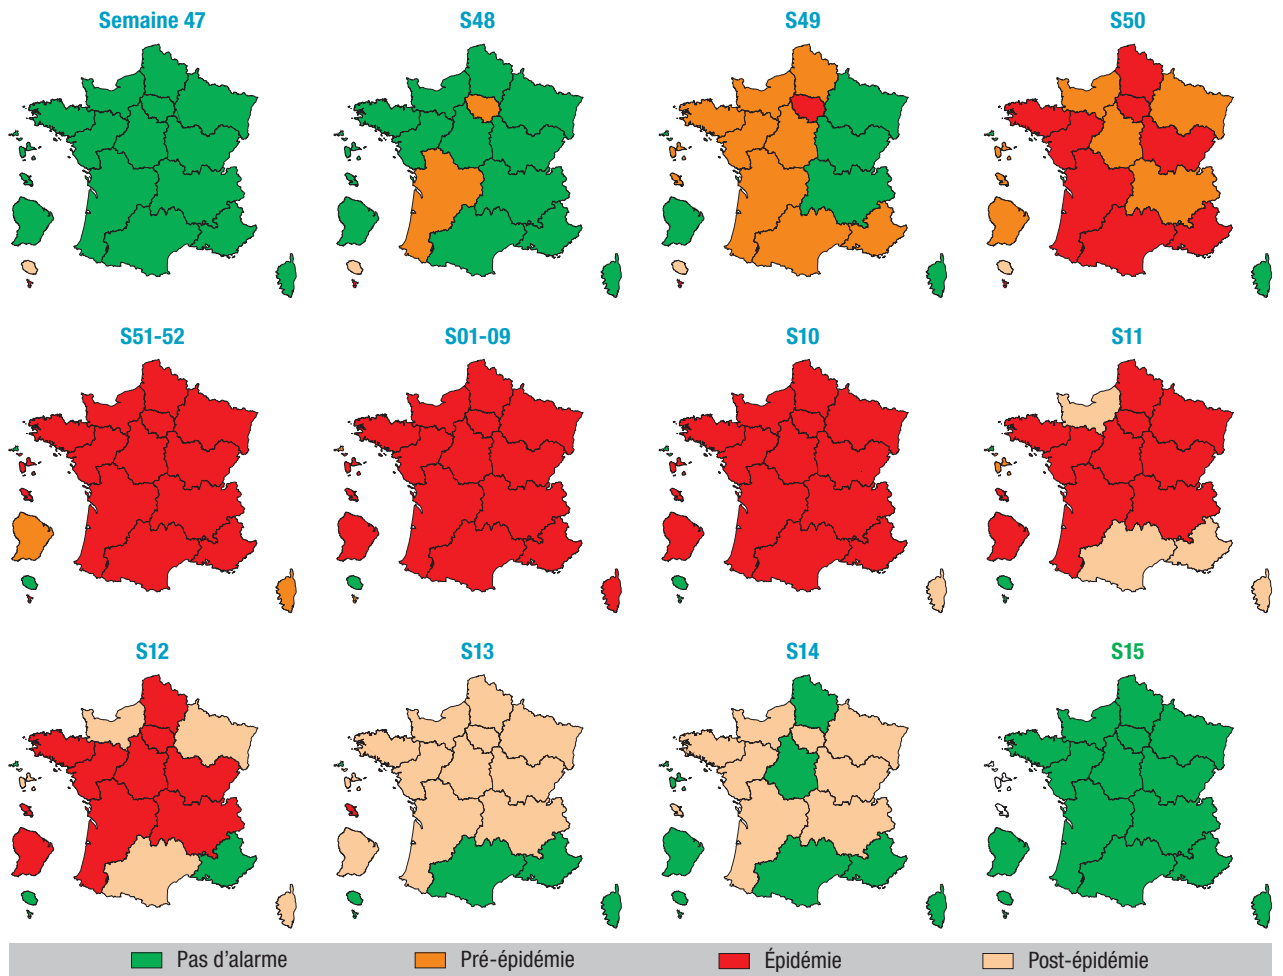 Semaine 47
S48
S49
S50
S51-52
S01-09
S10
S11
S12
S13
S14
S15
Pas d'alarme
Pré-épidémie
Épidémie
Post-épidémie